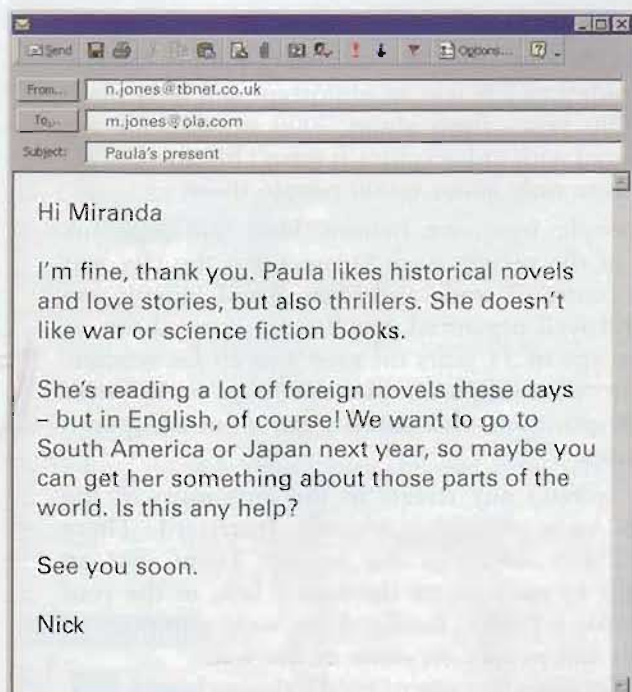 Send
Options...
From... n.jones@tbnet.co.uk
To... m.jones@ola.com
Subject: Paula's present
Hi Miranda
I'm fine, thank you. Paula likes historical novels
and love stories, but also thrillers. She doesn't
like war or science fiction books.
She's reading a lot of foreign novels these days
– but in English, of course! We want to go to
South America or Japan next year, so maybe you
can get her something about those parts of the
world. Is this any help?
See you soon.
Nick